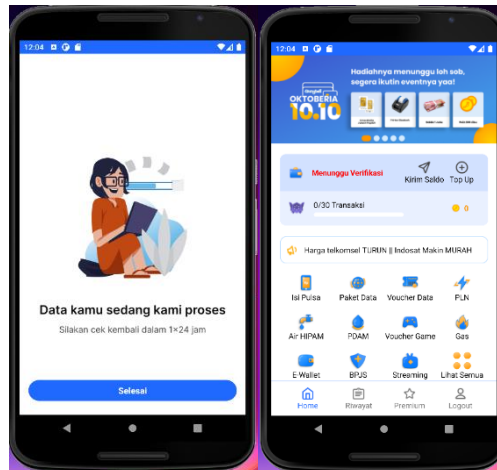 12:04
Data kamu sedang kami proses
Silakan cek kembali dalam 1x24 jam
Selesai
12:04
Hadiahnya menunggu loh sob,
segera ikutin eventnya yaa!
OKTOBERIA
10.10
Menunggu Verifikasi
Kirim Saldo
Top Up
0/30 Transaksi
0
Harga telkomsel TURUN || Indosat Makin MURAH
Isi Pulsa
Paket Data
Voucher Data
PLN
Air HIPAM
PDAM
Voucher Game
Gas
E-Wallet
BPJS
Streaming
Lihat Semua
Home
Riwayat
Premium
Logout